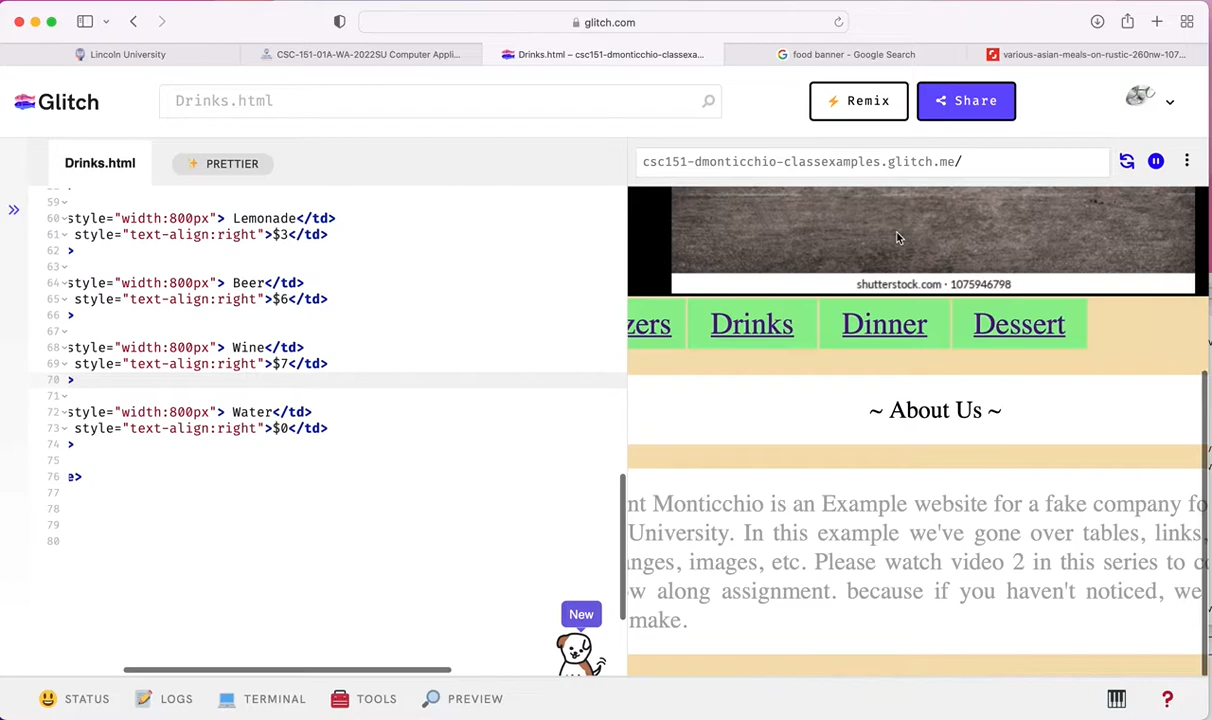 glitch.com
Lincoln University
CSC-151-01A-WA-2022SU Computer Applic...
Drinks.html – csc151-dmonticchio-classexa...
food banner - Google Search
various-asian-meals-on-rustic-260nw-107...
Glitch
Drinks.html
Remix
Share
Drinks.html
PRETTIER
csc151-dmonticchio-classexamples.glitch.me/
59
60 style="width:800px"> Lemonade</td>
61 style="text-align:right">$3</td>
62 >
63
64 style="width:800px"> Beer</td>
65 style="text-align:right">$6</td>
66 >
67
68 style="width:800px"> Wine</td>
69 style="text-align:right">$7</td>
70 >
71
72 style="width:800px"> Water</td>
73 style="text-align:right">$0</td>
74 >
75
76 e>
77
78
79
80
shutterstock.com · 1075946798
zers Drinks Dinner Dessert
~ About Us ~
nt Monticchio is an Example website for a fake company fo
University. In this example we've gone over tables, links,
nges, images, etc. Please watch video 2 in this series to c
w along assignment. because if you haven't noticed, we
make.
New
STATUS
LOGS
TERMINAL
TOOLS
PREVIEW
?